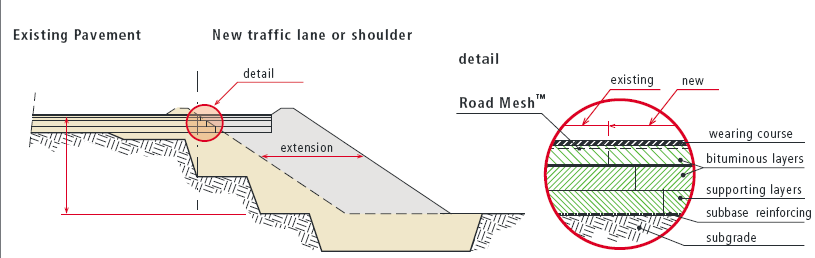 Existing Pavement
New traffic lane or shoulder
detail
extension
detail
existing
new
Road Mesh™
wearing course
bituminous layers
supporting layers
subbase reinforcing
subgrade